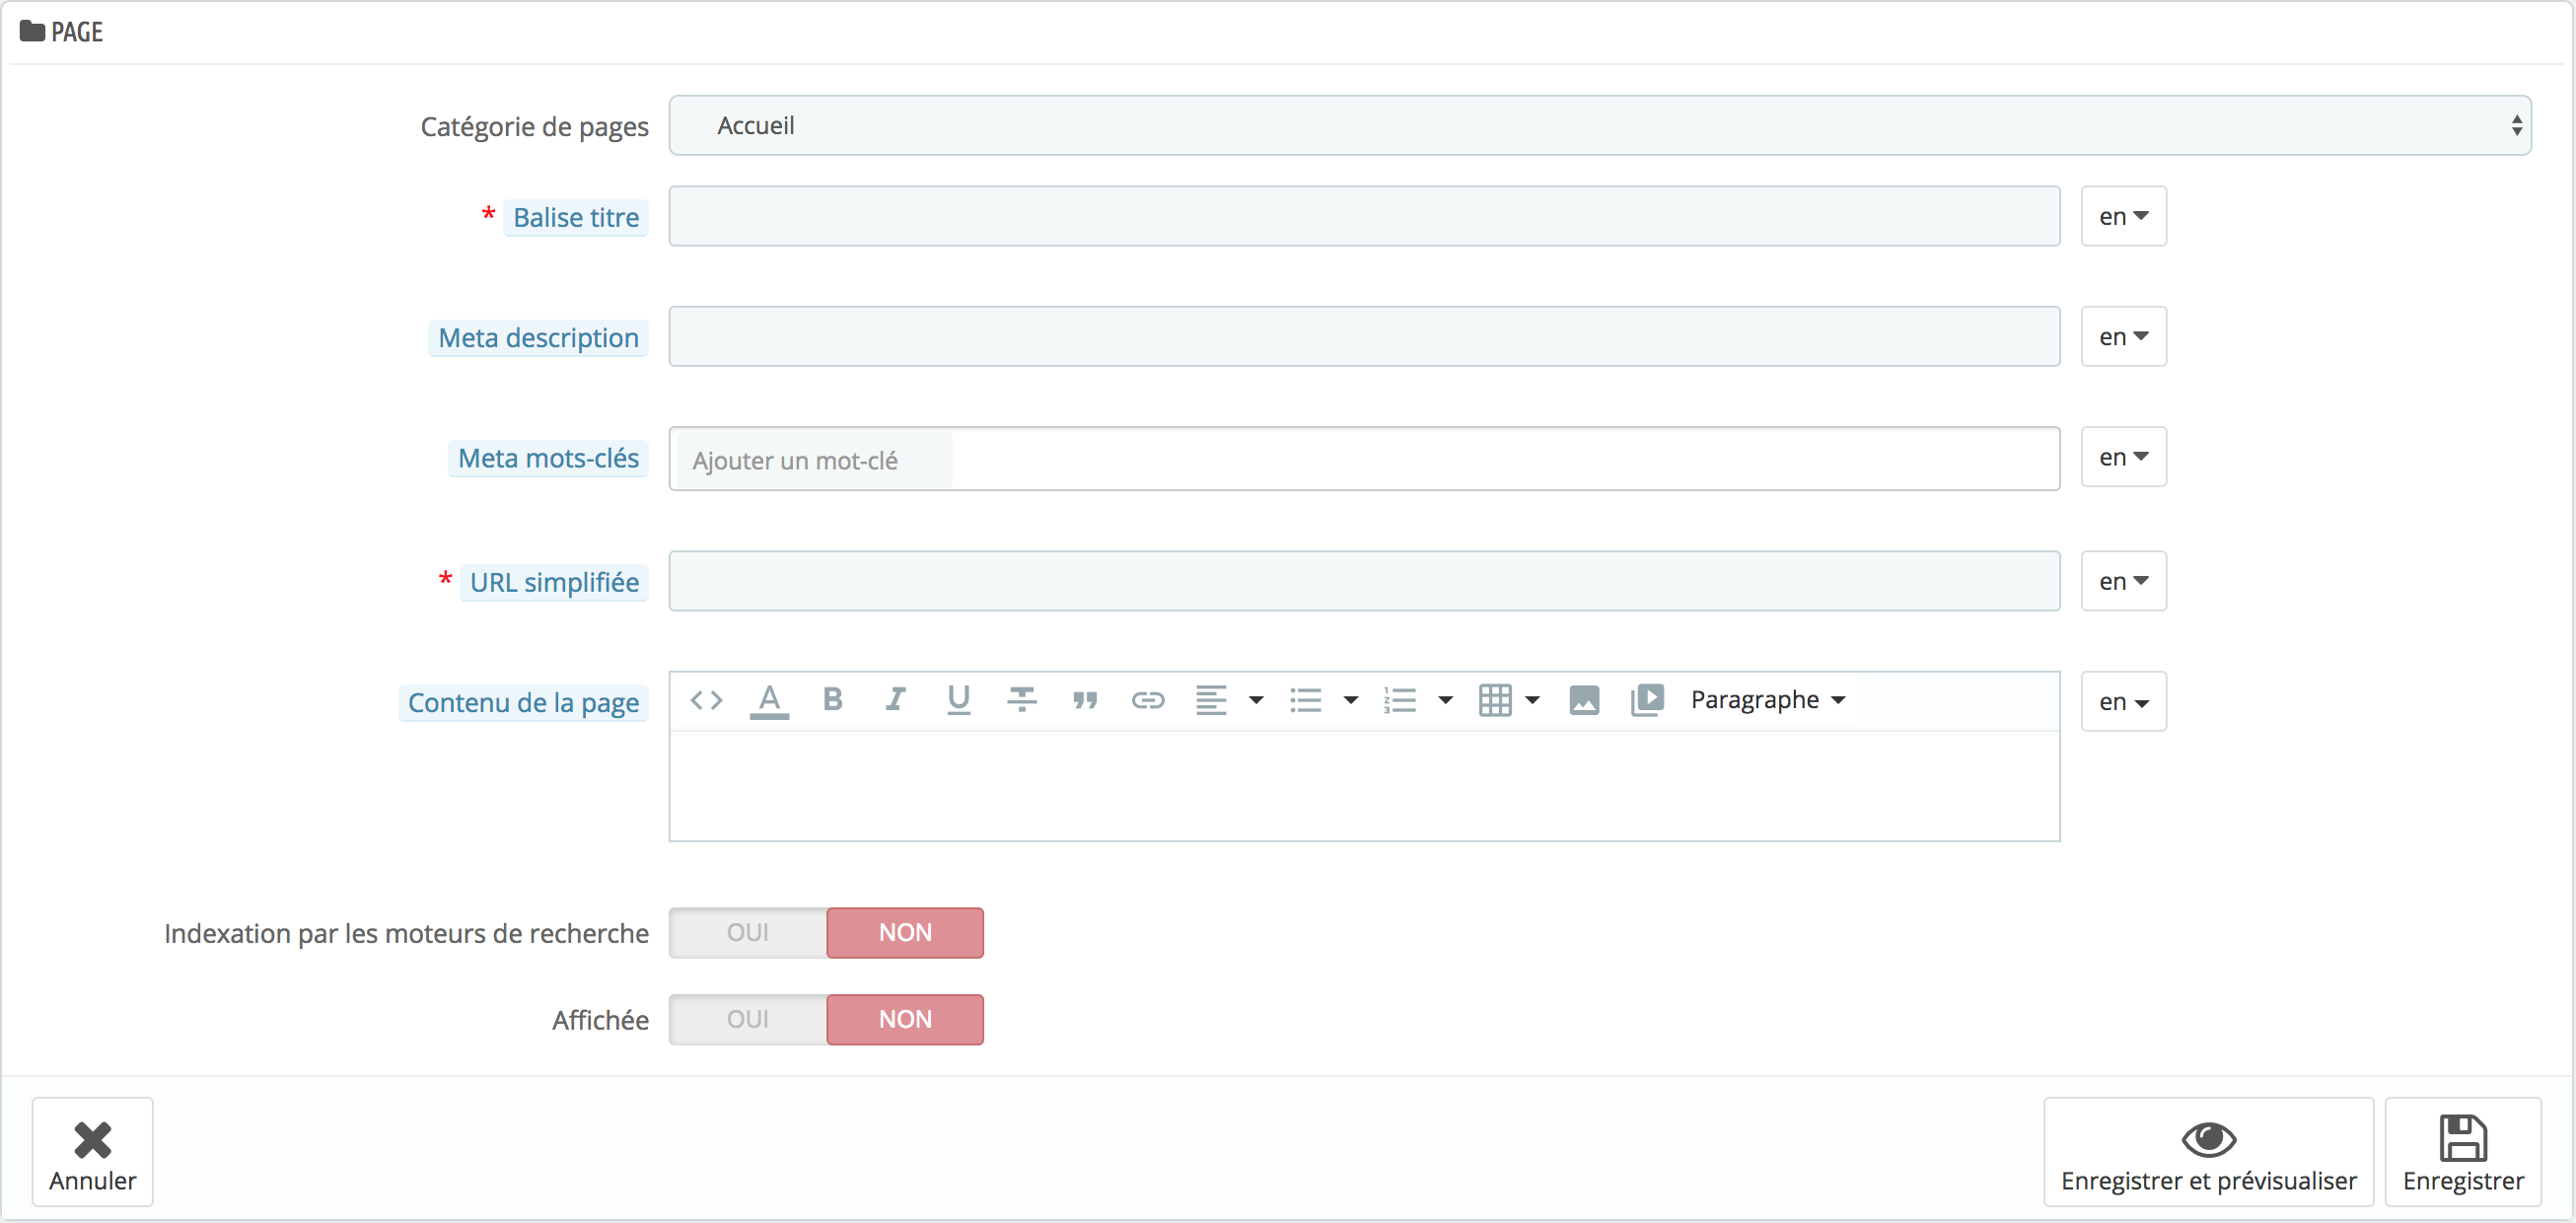 PAGE
Catégorie de pages Accueil
* Balise titre en
Meta description en
Meta mots-clés Ajouter un mot-clé en
* URL simplifiée en
Contenu de la page A B I U Paragraphe en
Indexation par les moteurs de recherche OUI NON
Affichée OUI NON
Annuler Enregistrer et prévisualiser Enregistrer